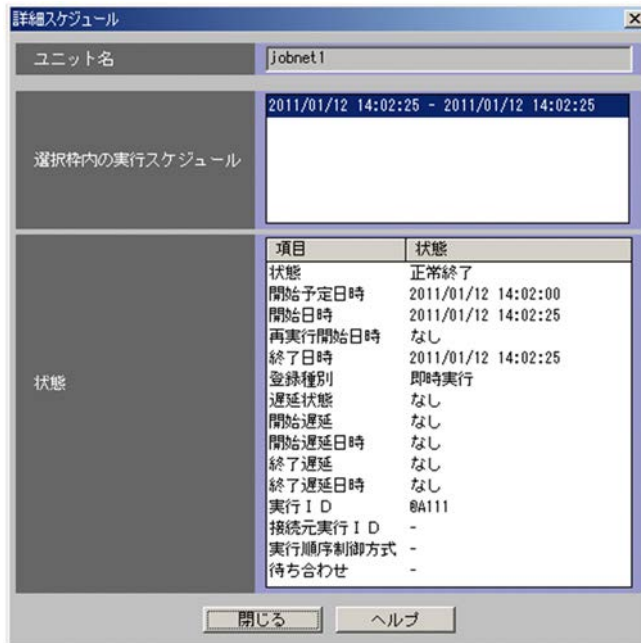 詳細スケジュール
ユニット名 jobnet1
選択枠内の実行スケジュール 2011/01/12 14:02:25 - 2011/01/12 14:02:25
状態
項目 状態
状態 正常終了
開始予定日時 2011/01/12 14:02:00
開始日時 2011/01/12 14:02:25
再実行開始日時 なし
終了日時 2011/01/12 14:02:25
登録種別 即時実行
遅延状態 なし
開始遅延 なし
開始遅延日時 なし
終了遅延 なし
終了遅延日時 なし
実行ID @A111
接続元実行ID -
実行順序制御方式 -
待ち合わせ -
閉じる ヘルプ